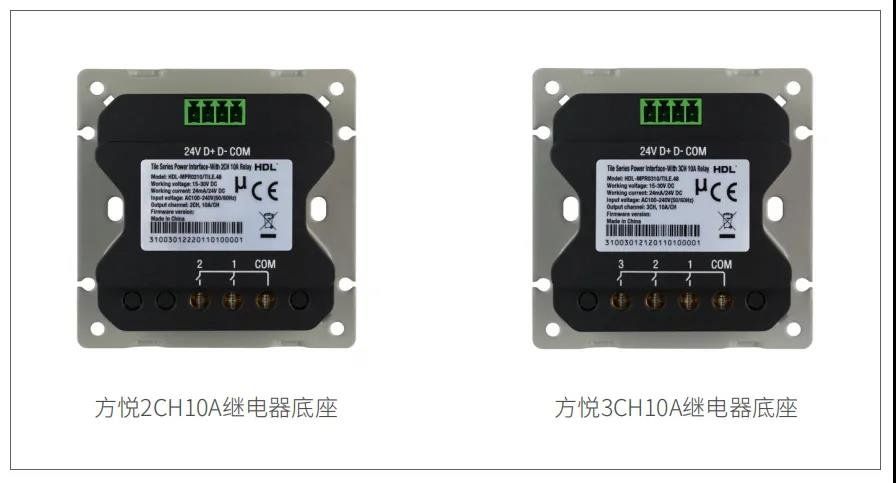 24V D+ D- COM
Tile Series Power Interface-With 2CH 10A Relay HDL
Model: HDL-MPR0210/TILE.48
Working voltage: 15-30V DC
Working current: 24mA/24V DC
Input voltage: AC100-240V(50/60Hz)
Output channel: 2CH, 10A/CH
Firmware version:
Made in China
µ CE
31003012220110100001
2 1 COM
方悦2CH10A继电器底座
24V D+ D- COM
Tile Series Power Interface-With 3CH 10A Relay HDL
Model: HDL-MPR0310/TILE.48
Working voltage: 15-30V DC
Working current: 24mA/24V DC
Input voltage: AC100-240V(50/60Hz)
Output channel: 3CH, 10A/CH
Firmware version:
Made in China
µ CE
31003012120110100001
3 2 1 COM
方悦3CH10A继电器底座